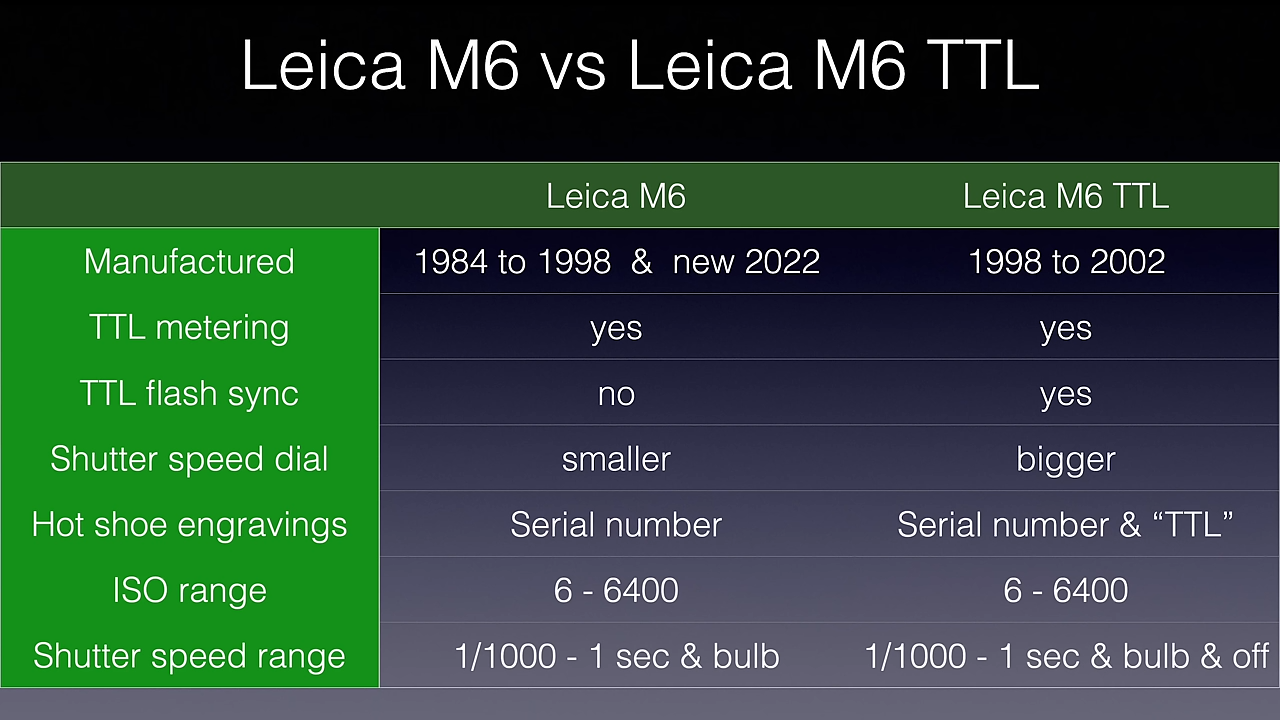 Leica M6 vs Leica M6 TTL
Leica M6 Leica M6 TTL
Manufactured 1984 to 1998 & new 2022 1998 to 2002
TTL metering yes yes
TTL flash sync no yes
Shutter speed dial smaller bigger
Hot shoe engravings Serial number Serial number & “TTL”
ISO range 6 - 6400 6 - 6400
Shutter speed range 1/1000 - 1 sec & bulb 1/1000 - 1 sec & bulb & off